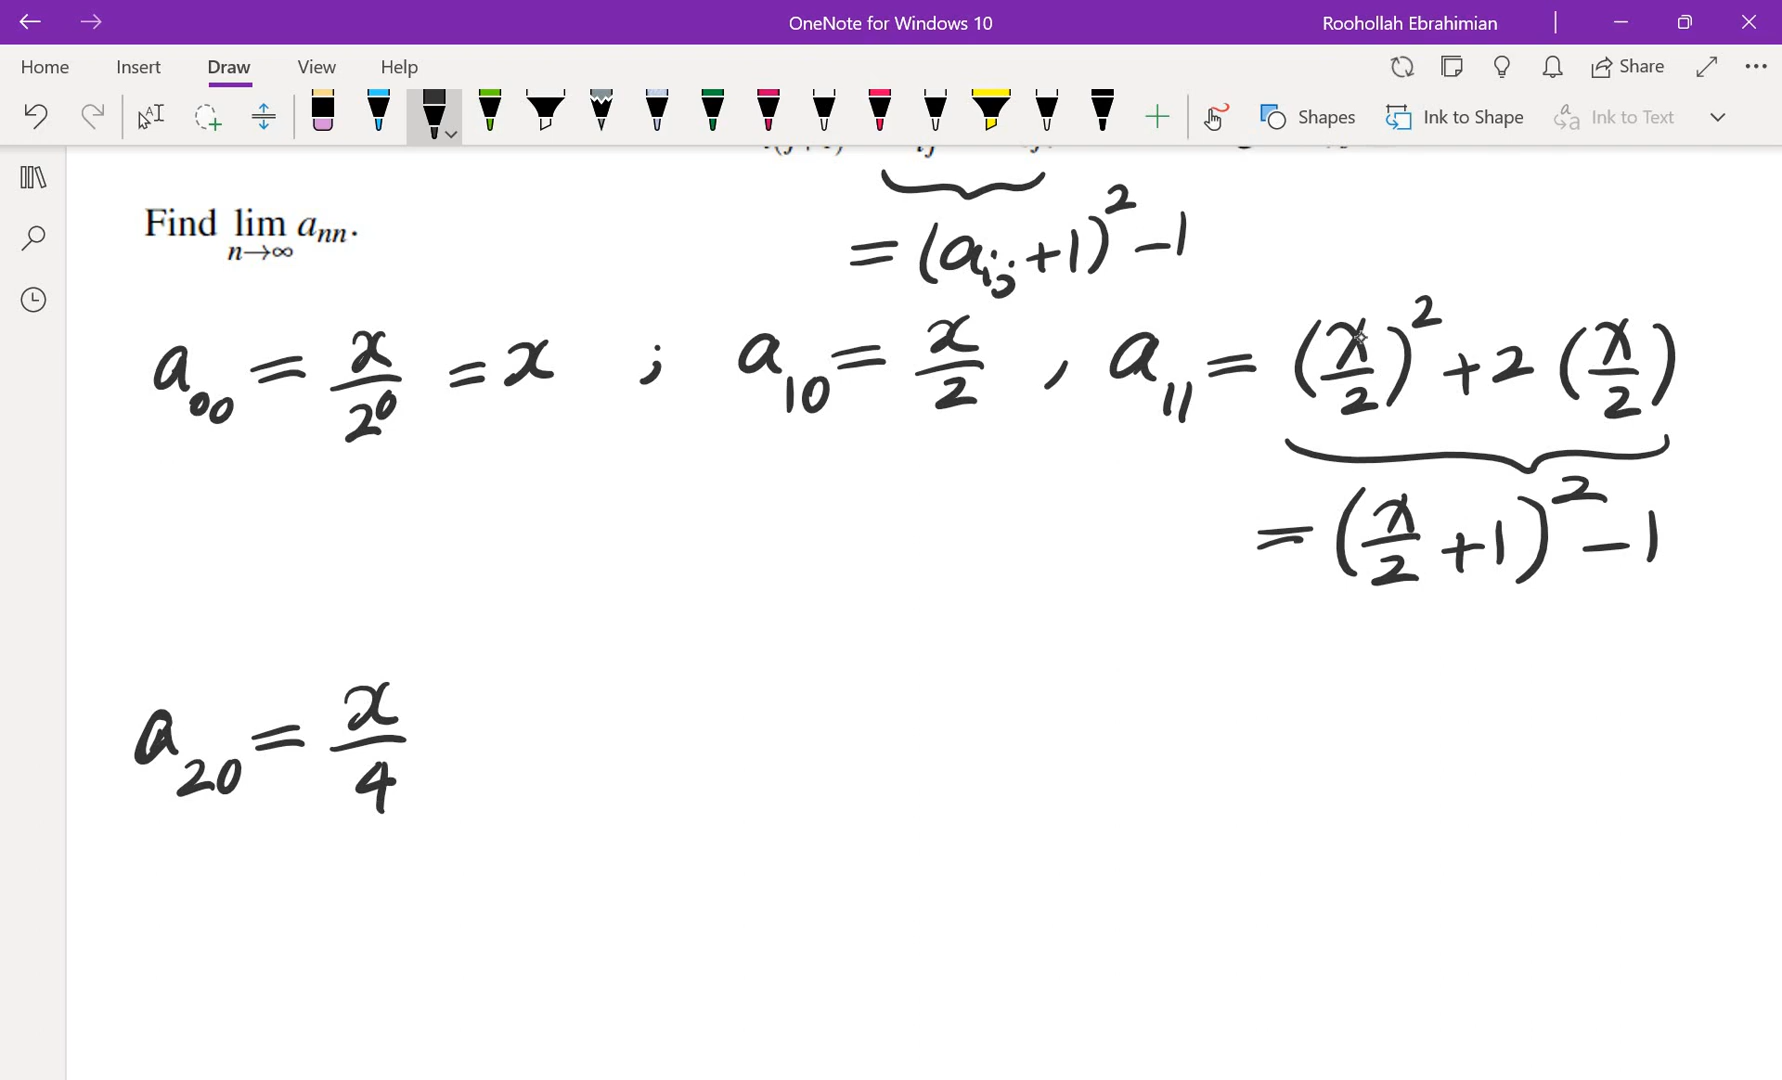 OneNote for Windows 10
Roohollah Ebrahimian
Home Insert Draw View Help
Share
Shapes Ink to Shape Ink to Text
Find lim a_{nn}.
n→∞
= (a_{ij} + 1)^2 − 1
a_{00} = x/2^0 = x ; a_{10} = x/2 , a_{11} = (x/2)^2 + 2(x/2)
= (x/2 + 1)^2 − 1
a_{20} = x/4